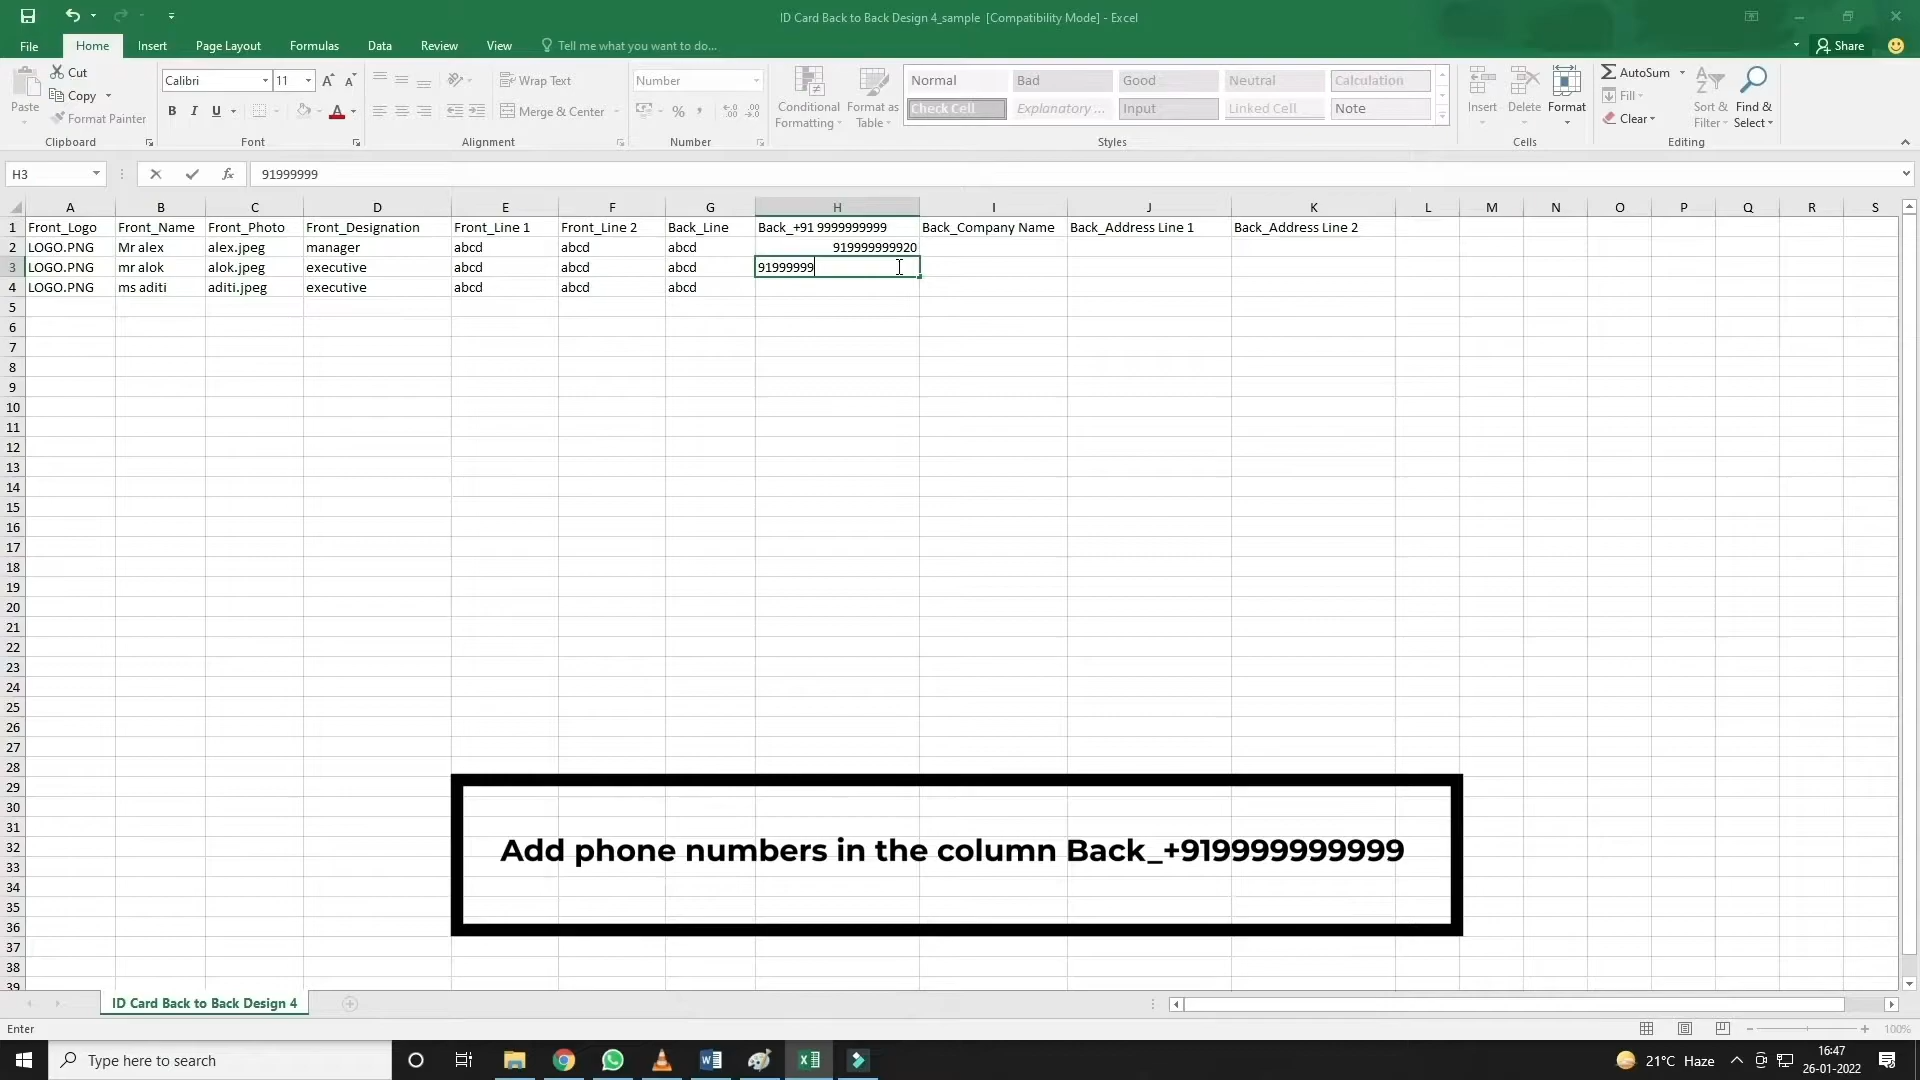 ID Card Back to Back Design 4_sample  [Compatibility Mode] - Excel
File Home Insert Page Layout Formulas Data Review View Tell me what you want to do... Share
Paste Cut Copy Format Painter
Calibri 11
B I U A
Wrap Text
Merge & Center
Number
%
Conditional Formatting
Format as Table
Normal Bad Good Neutral Calculation
Check Cell Explanatory ... Input Linked Cell Note
Insert Delete Format
AutoSum
Fill
Clear
Sort & Filter
Find & Select
Clipboard Font Alignment Number Styles Cells Editing
H3 fx 91999999
A B C D E F G H I J K L M N O P Q R S
1 Front_Logo Front_Name Front_Photo Front_Designation Front_Line 1 Front_Line 2 Back_Line Back_+91 9999999999 Back_Company Name Back_Address Line 1 Back_Address Line 2
2 LOGO.PNG Mr alex alex.jpeg manager abcd abcd abcd 919999999920
3 LOGO.PNG mr alok alok.jpeg executive abcd abcd abcd 91999999
4 LOGO.PNG ms aditi aditi.jpeg executive abcd abcd abcd
5
6
7
8
9
10
11
12
13
14
15
16
17
18
19
20
21
22
23
24
25
26
27
28
29
30
31
32
33
34
35
36
37
38
39
Add phone numbers in the column Back_+919999999999
ID Card Back to Back Design 4
Enter
100%
Type here to search
21°C Haze
16:47
26-01-2022